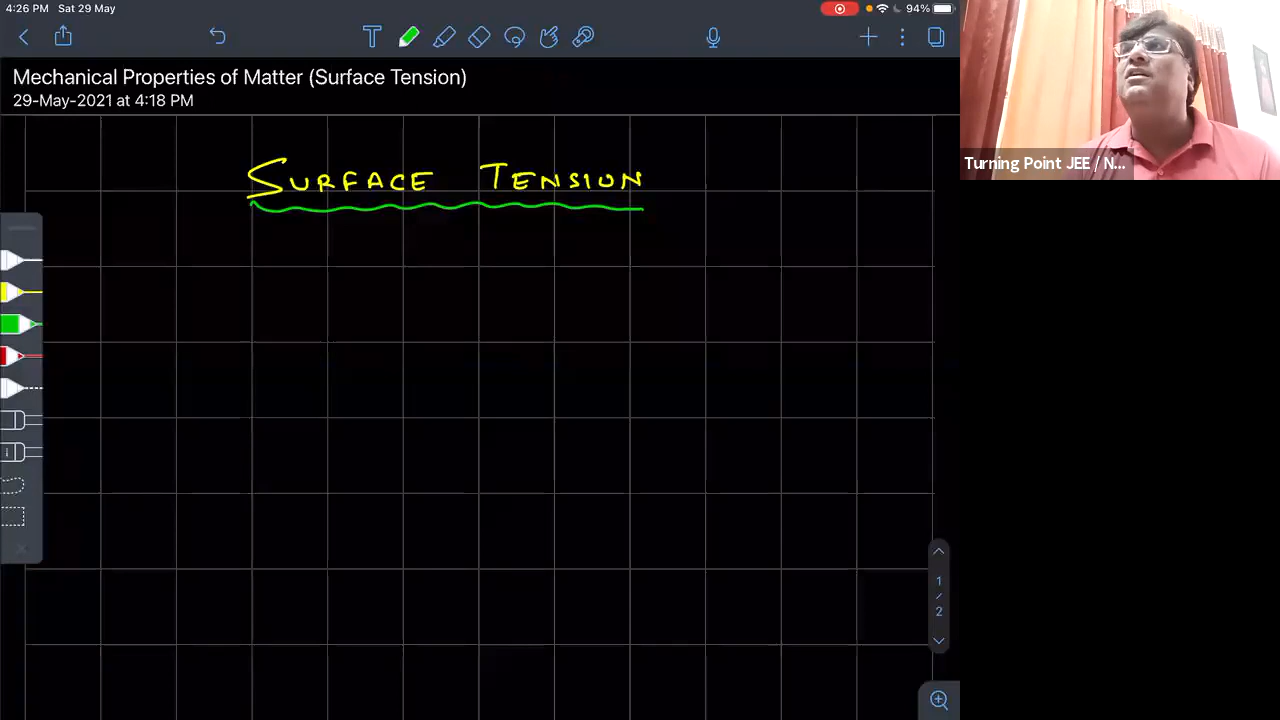 4:26 PM Sat 29 May
94%
T
Mechanical Properties of Matter (Surface Tension)
29-May-2021 at 4:18 PM
Turning Point JEE / N...
SURFACE TENSION
1
/
2